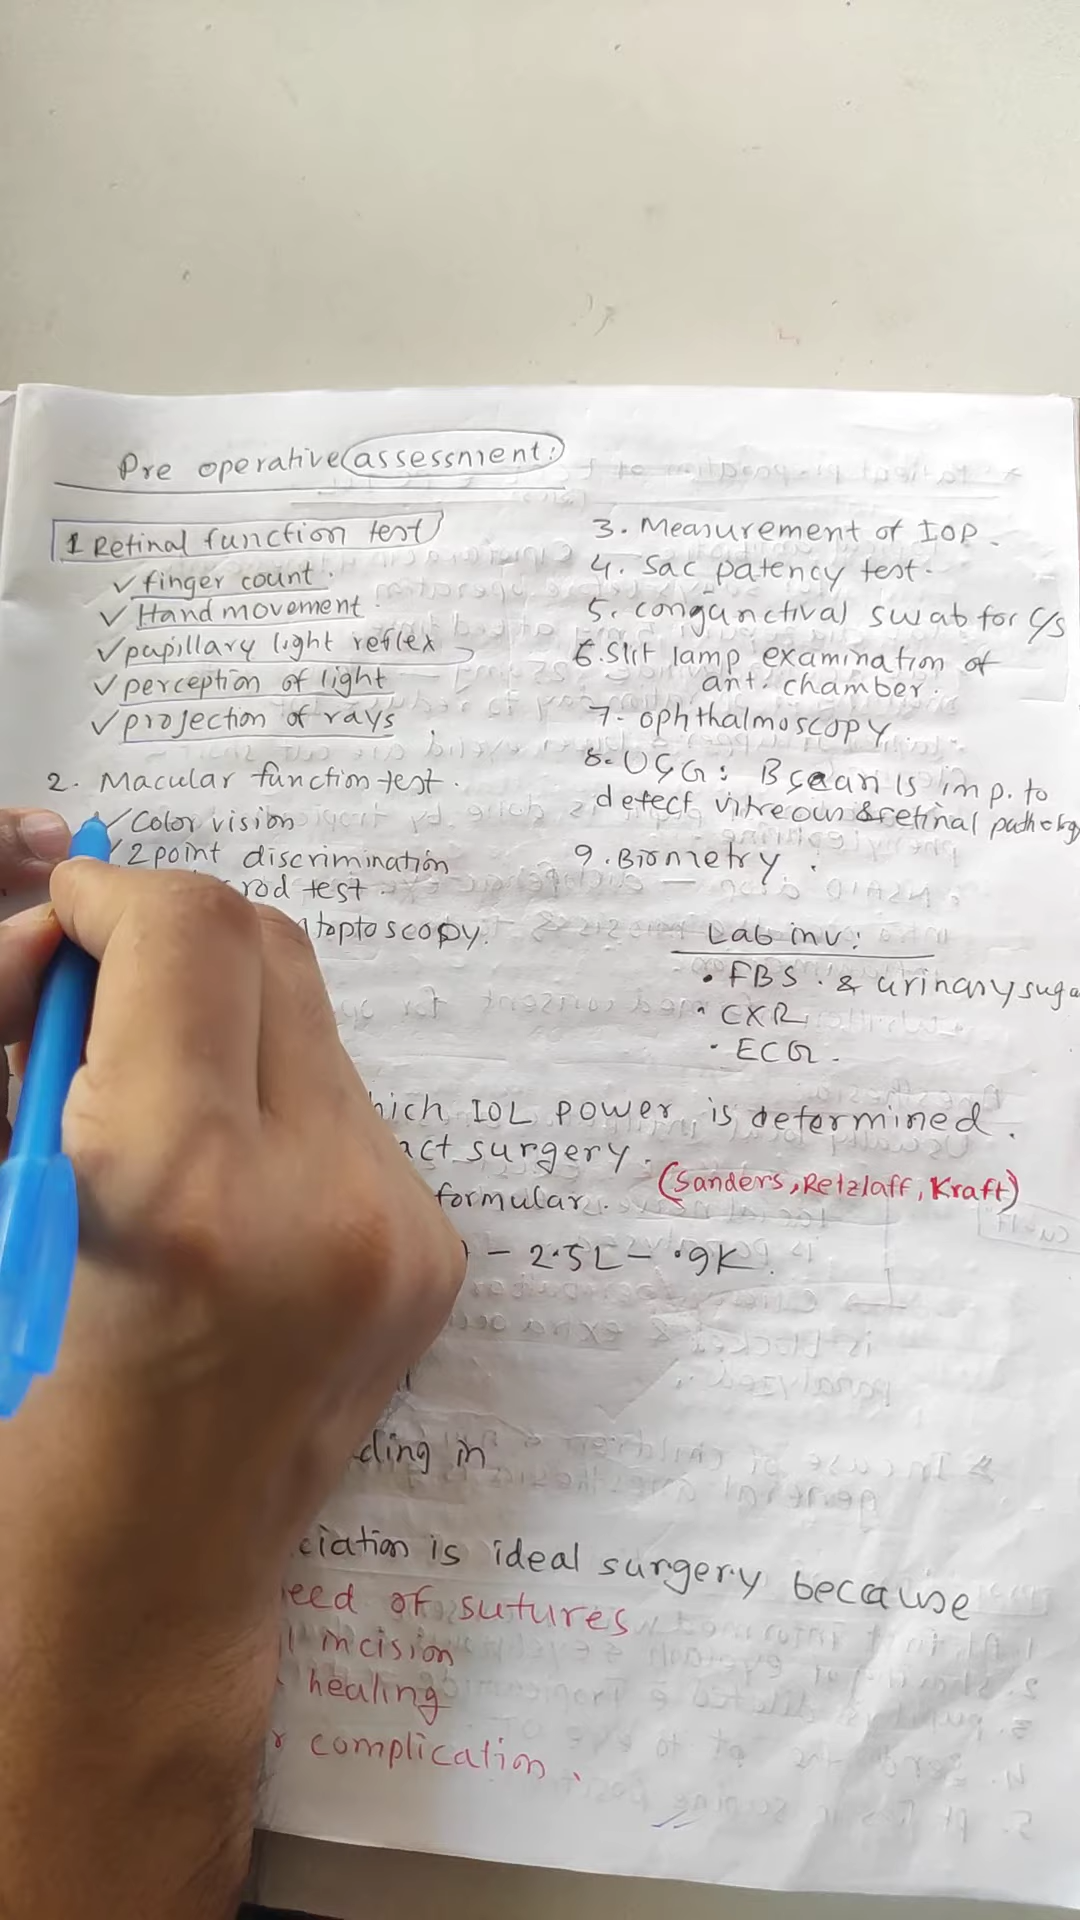 Pre operative assessment:
1 Retinal function test
✓ finger count.
✓ Hand movement.
✓ pupillary light reflex
✓ perception of light
✓ projection of rays
2. Macular function test.
✓ Color vision
✓ 2 point discrimination
rod test.
toptoscopy.
3. Measurement of IOP.
4. Sac patency test.
5. congunctival swab for C/S
6. Slit lamp examination of
ant. chamber.
7. ophthalmoscopy
8. USG: B scan is imp. to
detect vitreous & retinal pathology
9. Biometry.
Lab inv:
• FBS. & urinary suga
• CXR
• ECG.
hich IOL power is determined.
act surgery.
formular. (Sanders, Retzlaff, Kraft)
– 2.5L – .9K.
ding in
ciation is ideal surgery because
eed of sutures
l incision
healing
r complication.